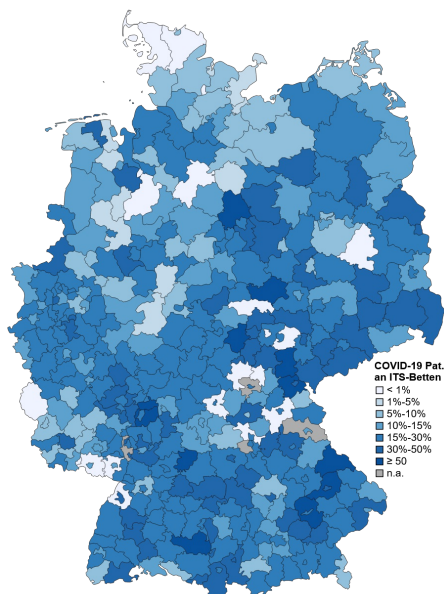 COVID-19 Pat.
an ITS-Betten
< 1%
1%-5%
5%-10%
10%-15%
15%-30%
30%-50%
≥ 50
n.a.